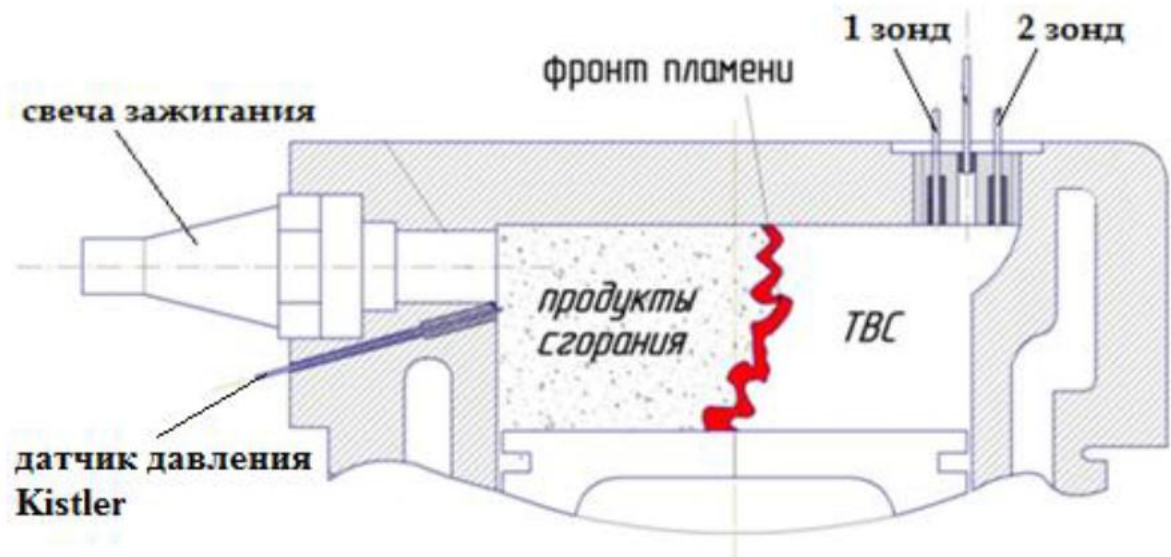 1 зонд
2 зонд
фронт пламени
свеча зажигания
продукты
сгорания
ТВС
датчик давления
Kistler